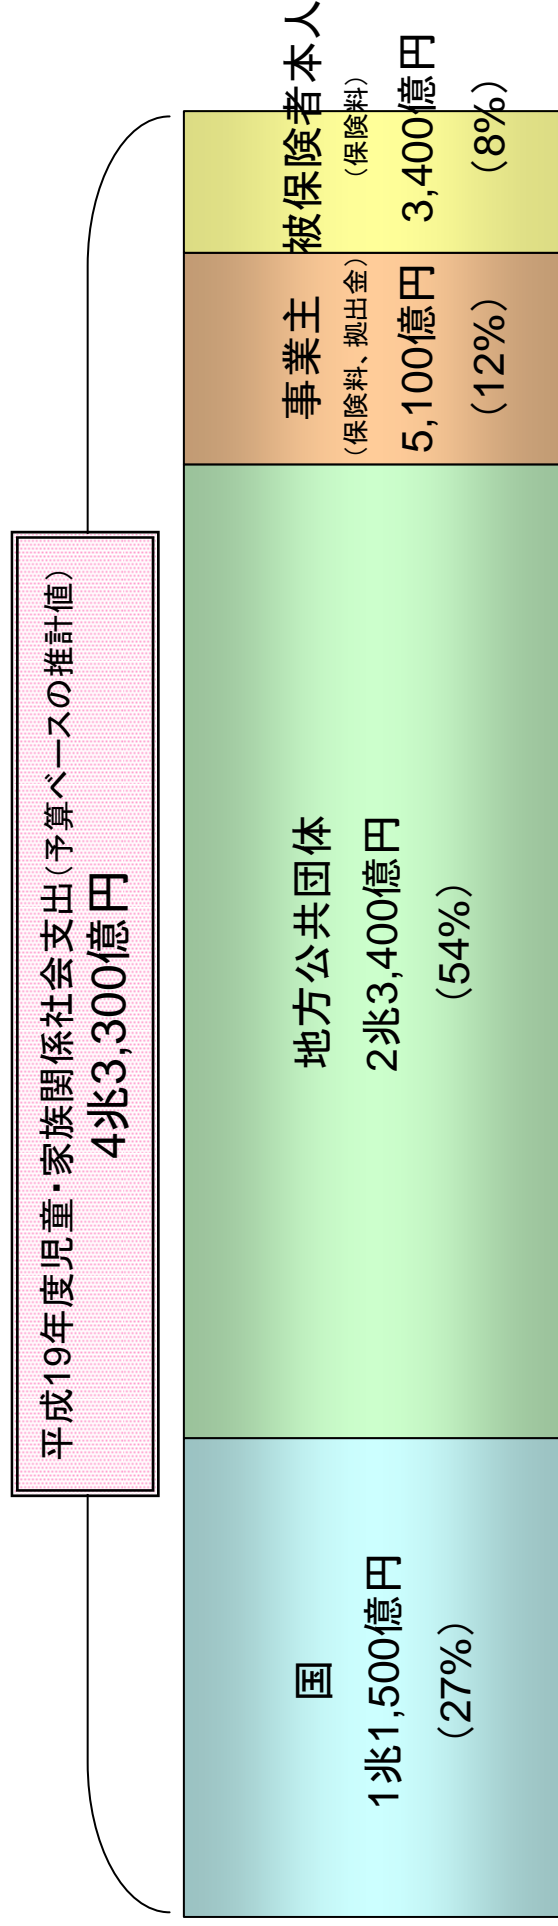 平成19年度児童・家族関係社会支出(予算ベースの推計値)
4兆3,300億円
国
1兆1,500億円
(27%)
地方公共団体
2兆3,400億円
(54%)
事業主
(保険料、拠出金)
5,100億円
(12%)
被保険者本人
(保険料)
3,400億円
(8%)